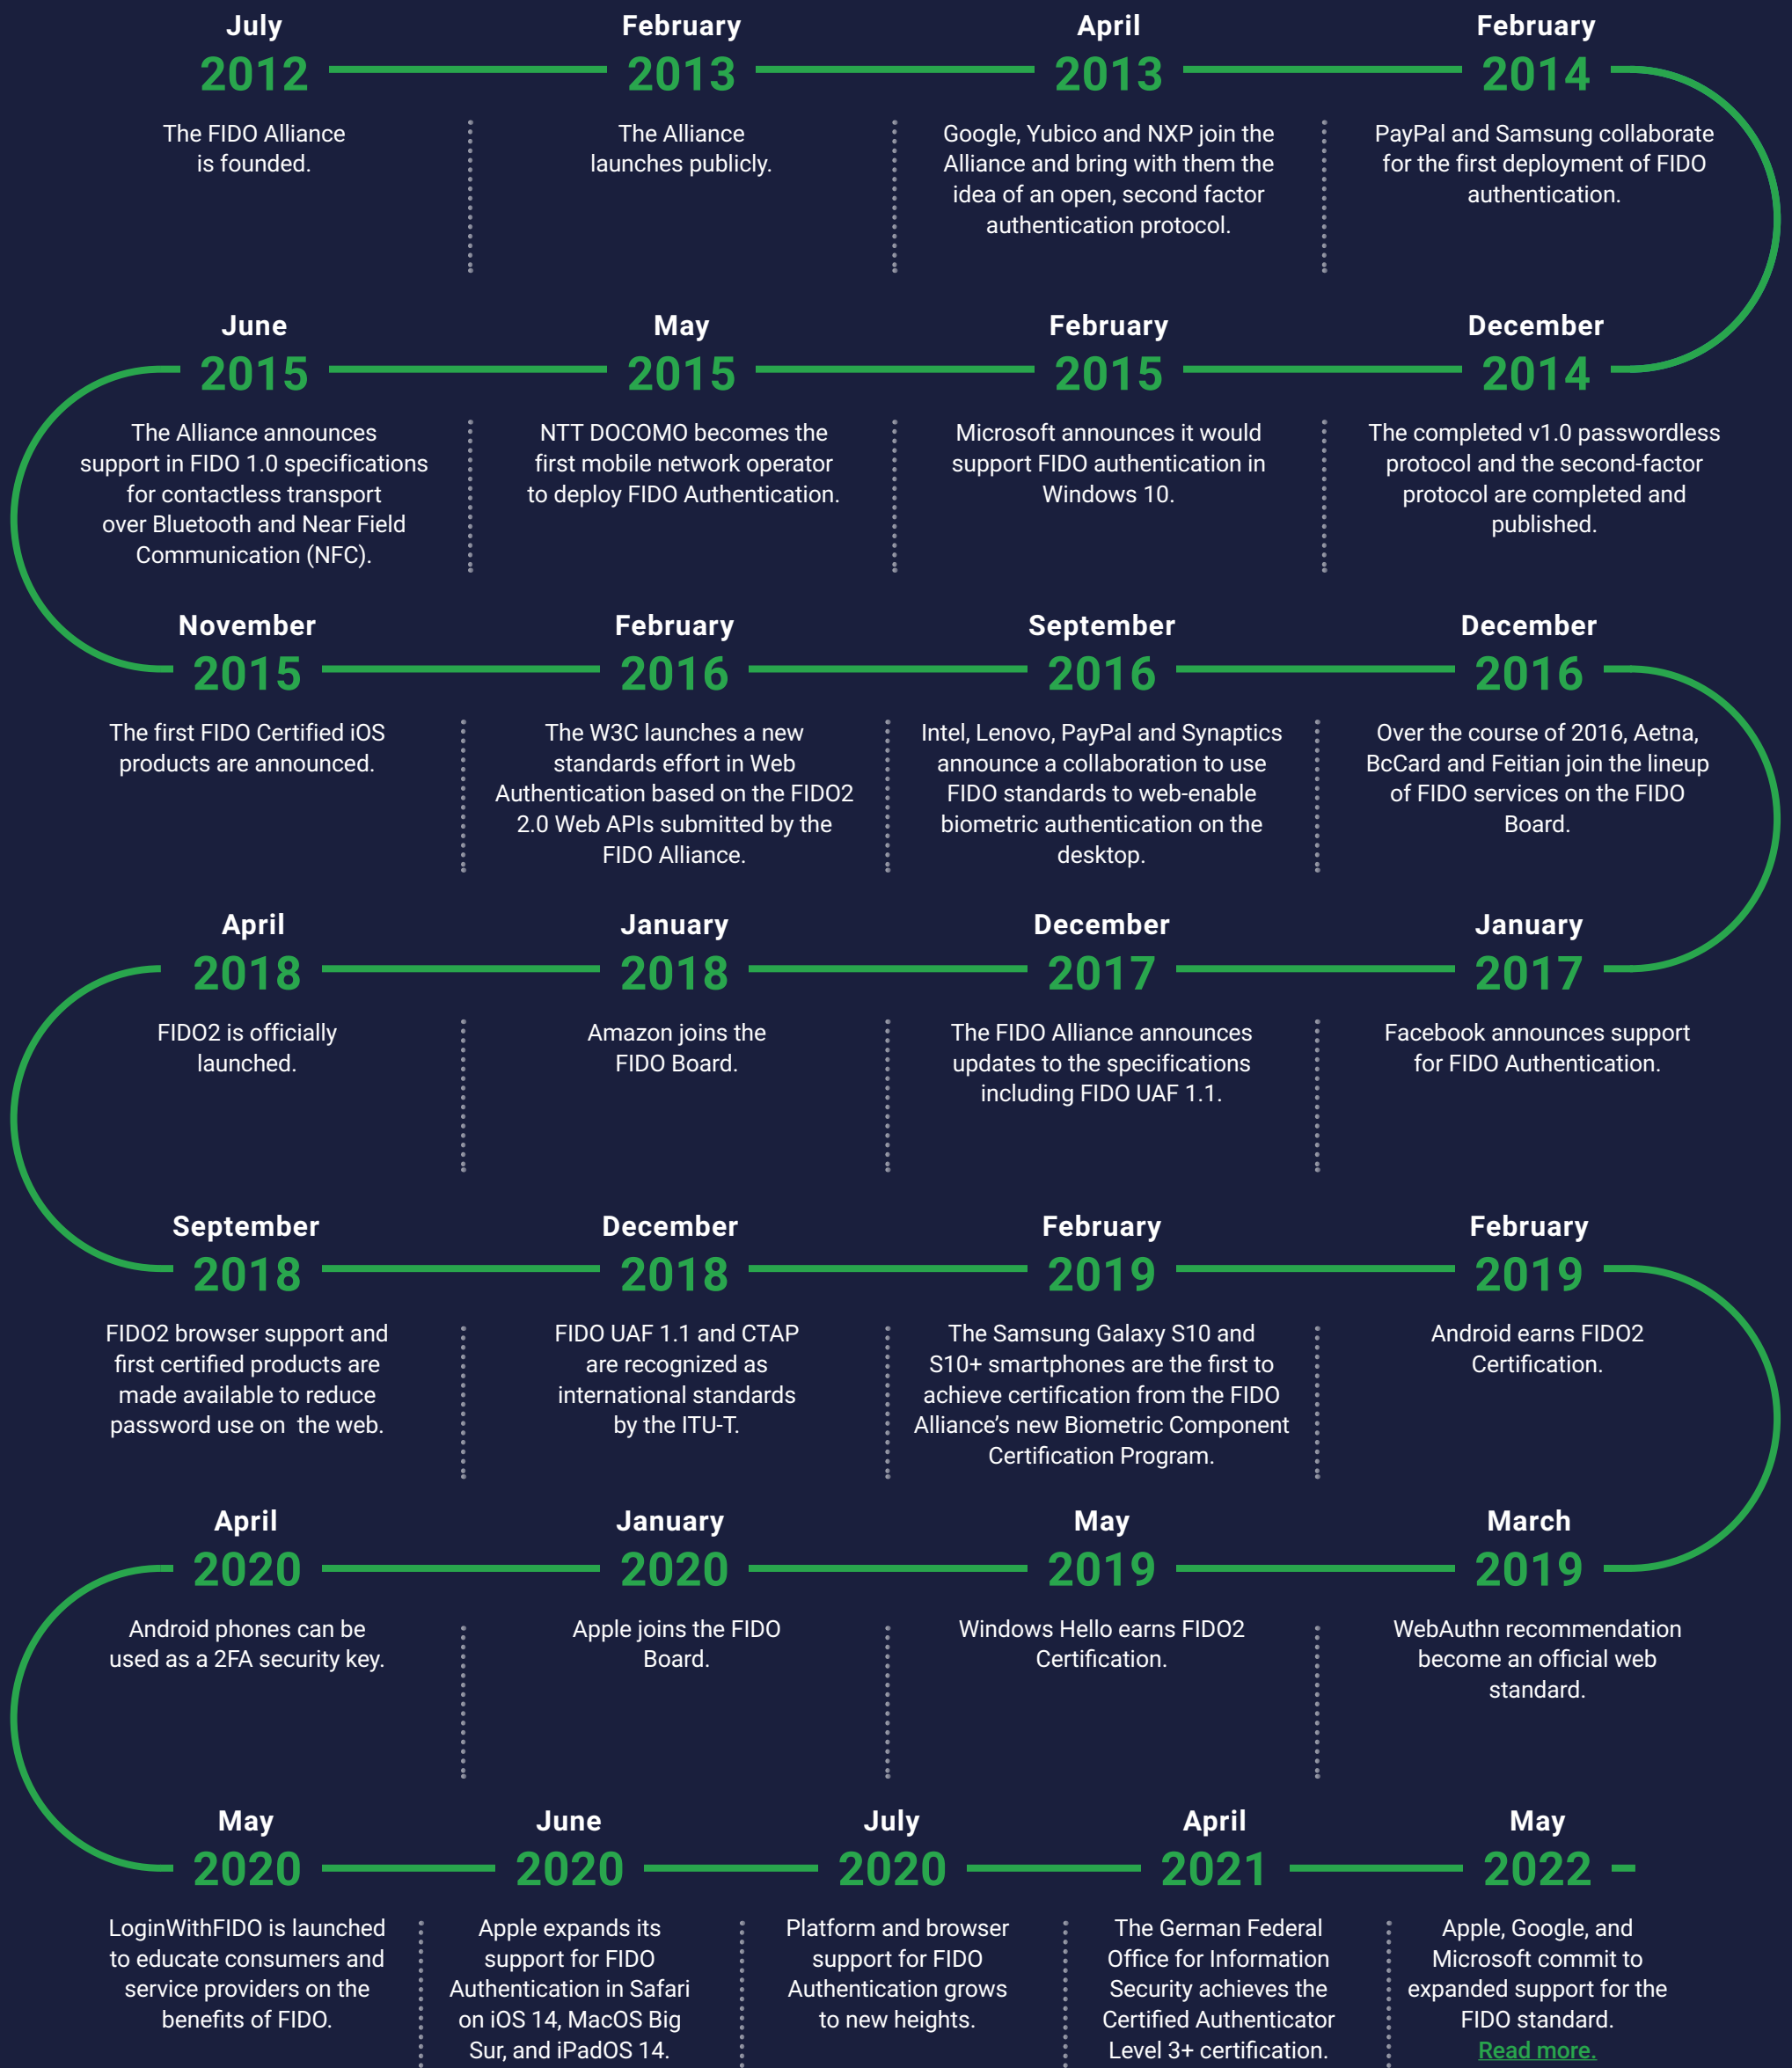 July
2012
The FIDO Alliance
is founded.
February
2013
The Alliance
launches publicly.
April
2013
Google, Yubico and NXP join the
Alliance and bring with them the
idea of an open, second factor
authentication protocol.
February
2014
PayPal and Samsung collaborate
for the first deployment of FIDO
authentication.
December
2014
The completed v1.0 passwordless
protocol and the second-factor
protocol are completed and
published.
February
2015
Microsoft announces it would
support FIDO authentication in
Windows 10.
May
2015
NTT DOCOMO becomes the
first mobile network operator
to deploy FIDO Authentication.
June
2015
The Alliance announces
support in FIDO 1.0 specifications
for contactless transport
over Bluetooth and Near Field
Communication (NFC).
November
2015
The first FIDO Certified iOS
products are announced.
February
2016
The W3C launches a new
standards effort in Web
Authentication based on the FIDO2
2.0 Web APIs submitted by the
FIDO Alliance.
September
2016
Intel, Lenovo, PayPal and Synaptics
announce a collaboration to use
FIDO standards to web-enable
biometric authentication on the
desktop.
December
2016
Over the course of 2016, Aetna,
BcCard and Feitian join the lineup
of FIDO services on the FIDO
Board.
January
2017
Facebook announces support
for FIDO Authentication.
December
2017
The FIDO Alliance announces
updates to the specifications
including FIDO UAF 1.1.
January
2018
Amazon joins the
FIDO Board.
April
2018
FIDO2 is officially
launched.
September
2018
FIDO2 browser support and
first certified products are
made available to reduce
password use on  the web.
December
2018
FIDO UAF 1.1 and CTAP
are recognized as
international standards
by the ITU-T.
February
2019
The Samsung Galaxy S10 and
S10+ smartphones are the first to
achieve certification from the FIDO
Alliance’s new Biometric Component
Certification Program.
February
2019
Android earns FIDO2
Certification.
March
2019
WebAuthn recommendation
become an official web
standard.
May
2019
Windows Hello earns FIDO2
Certification.
January
2020
Apple joins the FIDO
Board.
April
2020
Android phones can be
used as a 2FA security key.
May
2020
LoginWithFIDO is launched
to educate consumers and
service providers on the
benefits of FIDO.
June
2020
Apple expands its
support for FIDO
Authentication in Safari
on iOS 14, MacOS Big
Sur, and iPadOS 14.
July
2020
Platform and browser
support for FIDO
Authentication grows
to new heights.
April
2021
The German Federal
Office for Information
Security achieves the
Certified Authenticator
Level 3+ certification.
May
2022
Apple, Google, and
Microsoft commit to
expanded support for the
FIDO standard.
Read more.